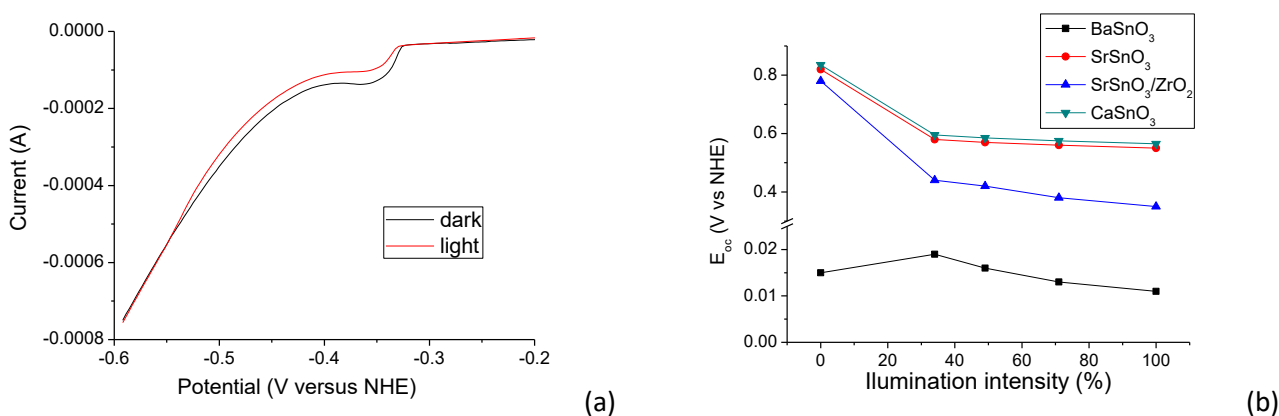 0.0000
-0.0002
-0.0004
-0.0006
-0.0008
Current (A)
-0.6
-0.5
-0.4
-0.3
-0.2
Potential (V versus NHE)
dark
light
(a)
BaSnO₃
SrSnO₃
SrSnO₃/ZrO₂
CaSnO₃
0.8
0.6
0.4
0.02
0.01
0.00
E_oc (V vs NHE)
0
20
40
60
80
100
Illumination intensity (%)
(b)